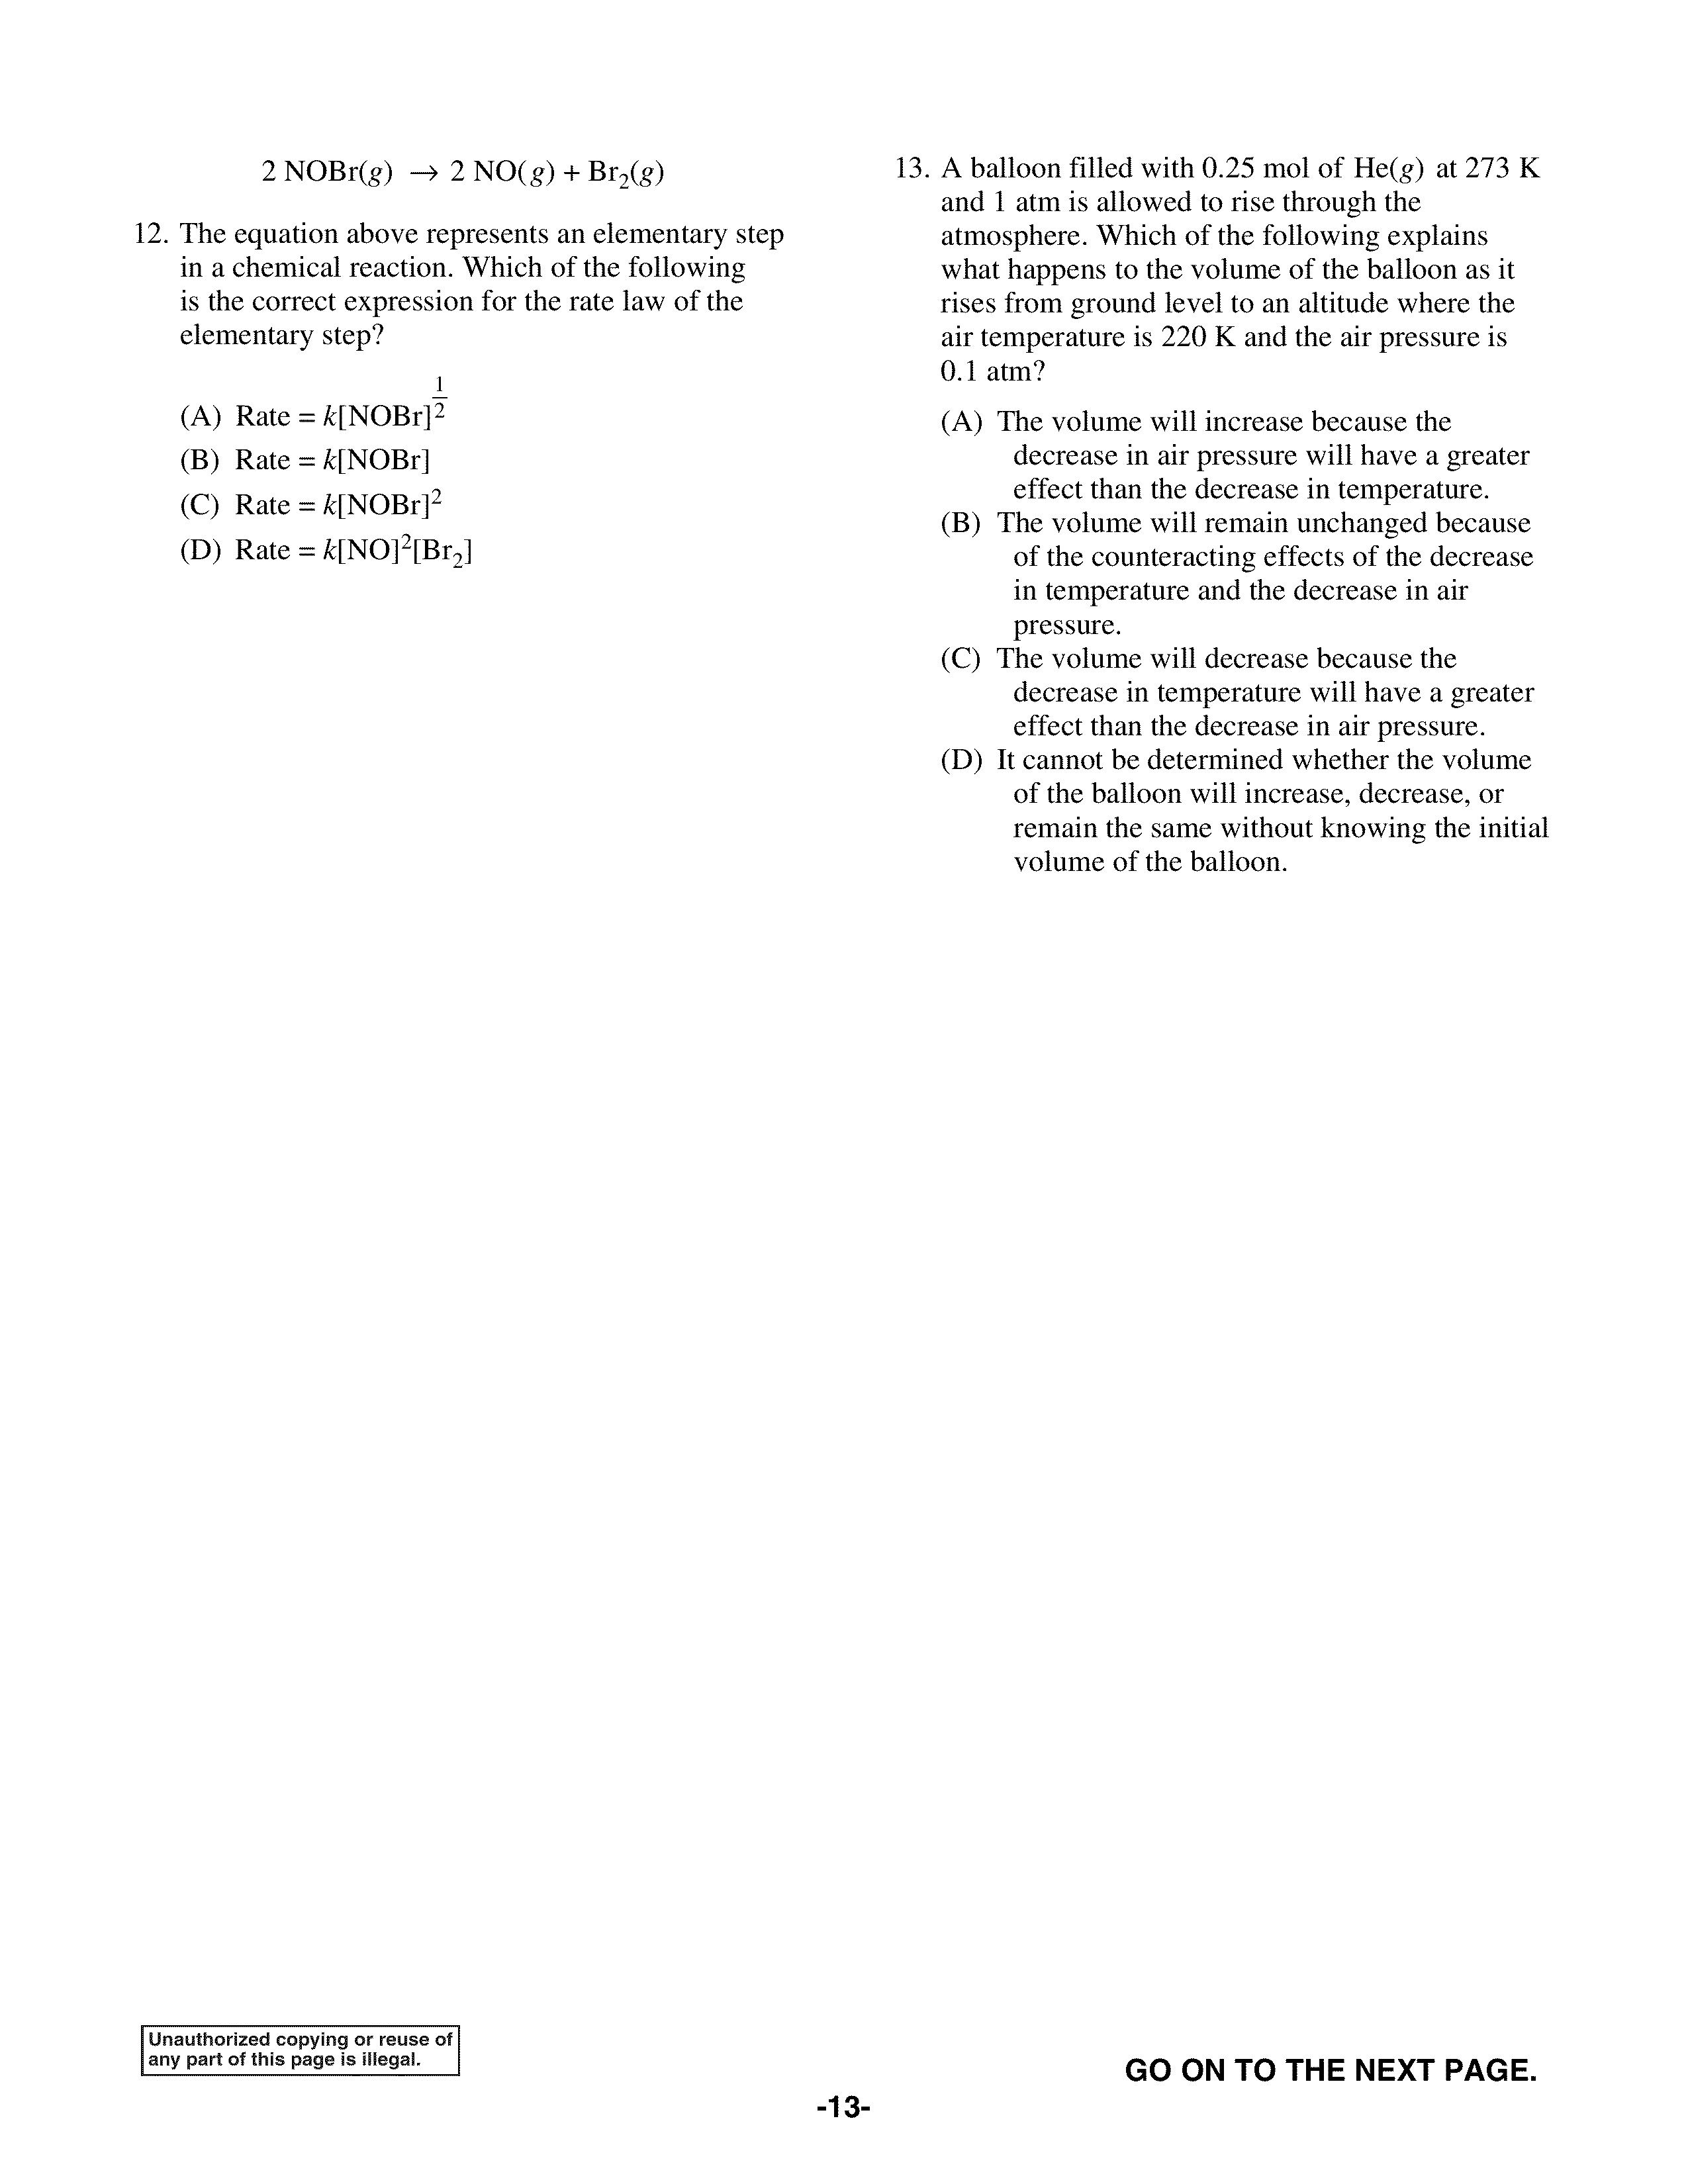 2 NOBr(g) → 2 NO(g) + Br₂(g)
12. The equation above represents an elementary step
in a chemical reaction. Which of the following
is the correct expression for the rate law of the
elementary step?
(A) Rate = k[NOBr]^(1/2)
(B) Rate = k[NOBr]
(C) Rate = k[NOBr]²
(D) Rate = k[NO]²[Br₂]
13. A balloon filled with 0.25 mol of He(g) at 273 K
and 1 atm is allowed to rise through the
atmosphere. Which of the following explains
what happens to the volume of the balloon as it
rises from ground level to an altitude where the
air temperature is 220 K and the air pressure is
0.1 atm?
(A) The volume will increase because the
decrease in air pressure will have a greater
effect than the decrease in temperature.
(B) The volume will remain unchanged because
of the counteracting effects of the decrease
in temperature and the decrease in air
pressure.
(C) The volume will decrease because the
decrease in temperature will have a greater
effect than the decrease in air pressure.
(D) It cannot be determined whether the volume
of the balloon will increase, decrease, or
remain the same without knowing the initial
volume of the balloon.
Unauthorized copying or reuse of
any part of this page is illegal.
GO ON TO THE NEXT PAGE.
-13-